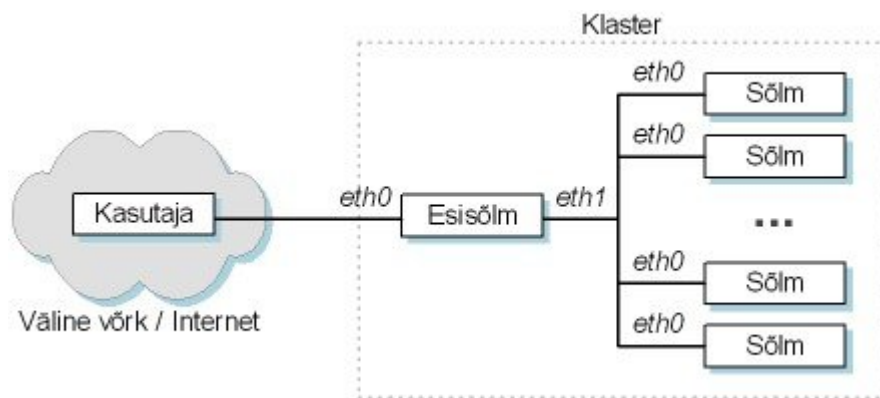 Klaster
eth0 Sõlm
eth0 Sõlm
Kasutaja eth0 Esisõlm eth1
...
eth0 Sõlm
Väline võrk / Internet
eth0 Sõlm